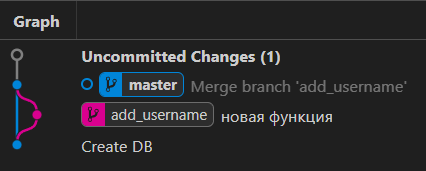 Graph
Uncommitted Changes (1)
master Merge branch 'add_username'
add_username новая функция
Create DB